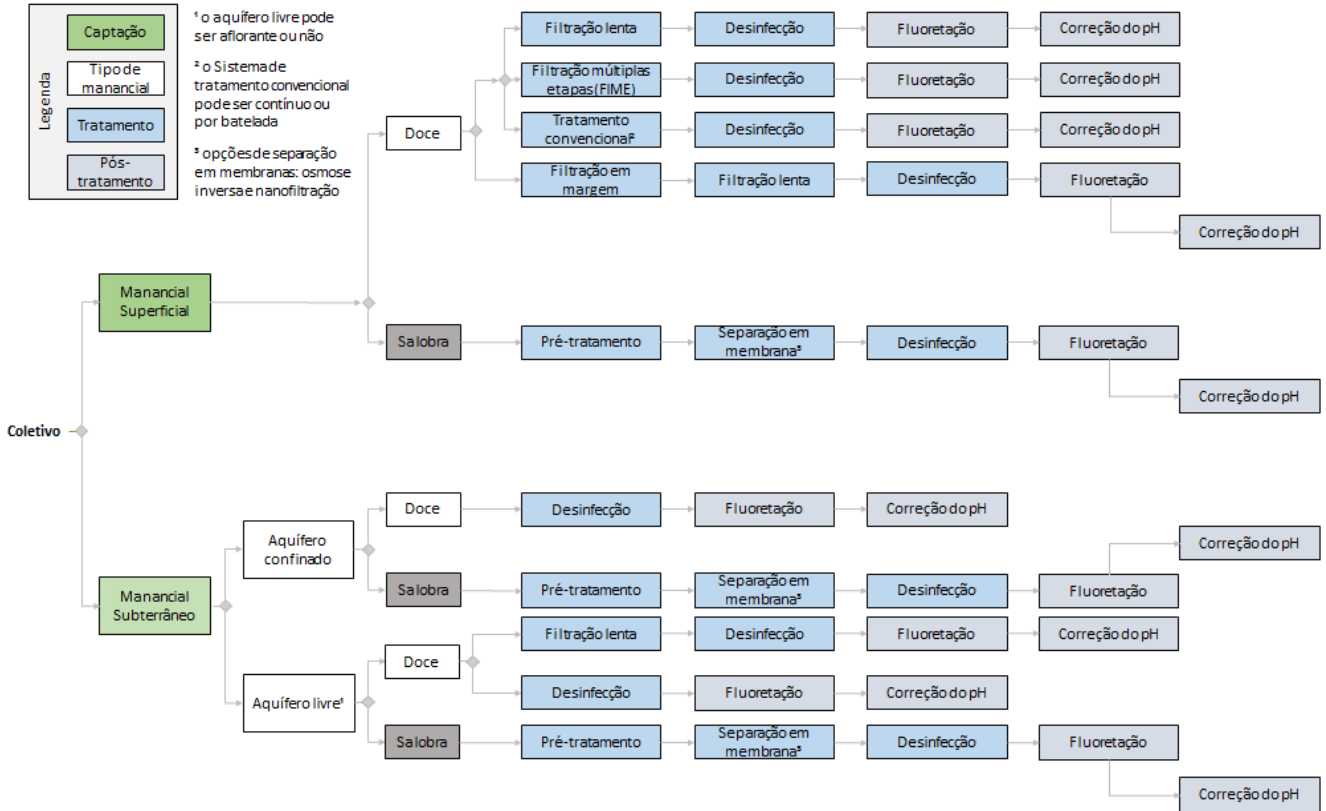 Legenda
Captação
Tipo de
manancial
Tratamento
Pós-
tratamento
¹ o aquífero livre pode
ser aflorante ou não
² o Sistema de
tratamento convencional
pode ser contínuo ou
por batelada
³ opções de separação
em membranas: osmose
inversa e nanofiltração
Coletivo
Manancial
Superficial
Doce
Filtração lenta
Desinfecção
Fluoretação
Correção do pH
Filtração múltiplas
etapas (FIME)
Desinfecção
Fluoretação
Correção do pH
Tratamento
convencional²
Desinfecção
Fluoretação
Correção do pH
Filtração em
margem
Filtração lenta
Desinfecção
Fluoretação
Correção do pH
Salobra
Pré-tratamento
Separação em
membrana³
Desinfecção
Fluoretação
Correção do pH
Manancial
Subterrâneo
Aquífero
confinado
Doce
Desinfecção
Fluoretação
Correção do pH
Salobra
Pré-tratamento
Separação em
membrana³
Desinfecção
Fluoretação
Correção do pH
Aquífero livre¹
Doce
Filtração lenta
Desinfecção
Fluoretação
Correção do pH
Desinfecção
Fluoretação
Correção do pH
Salobra
Pré-tratamento
Separação em
membrana³
Desinfecção
Fluoretação
Correção do pH